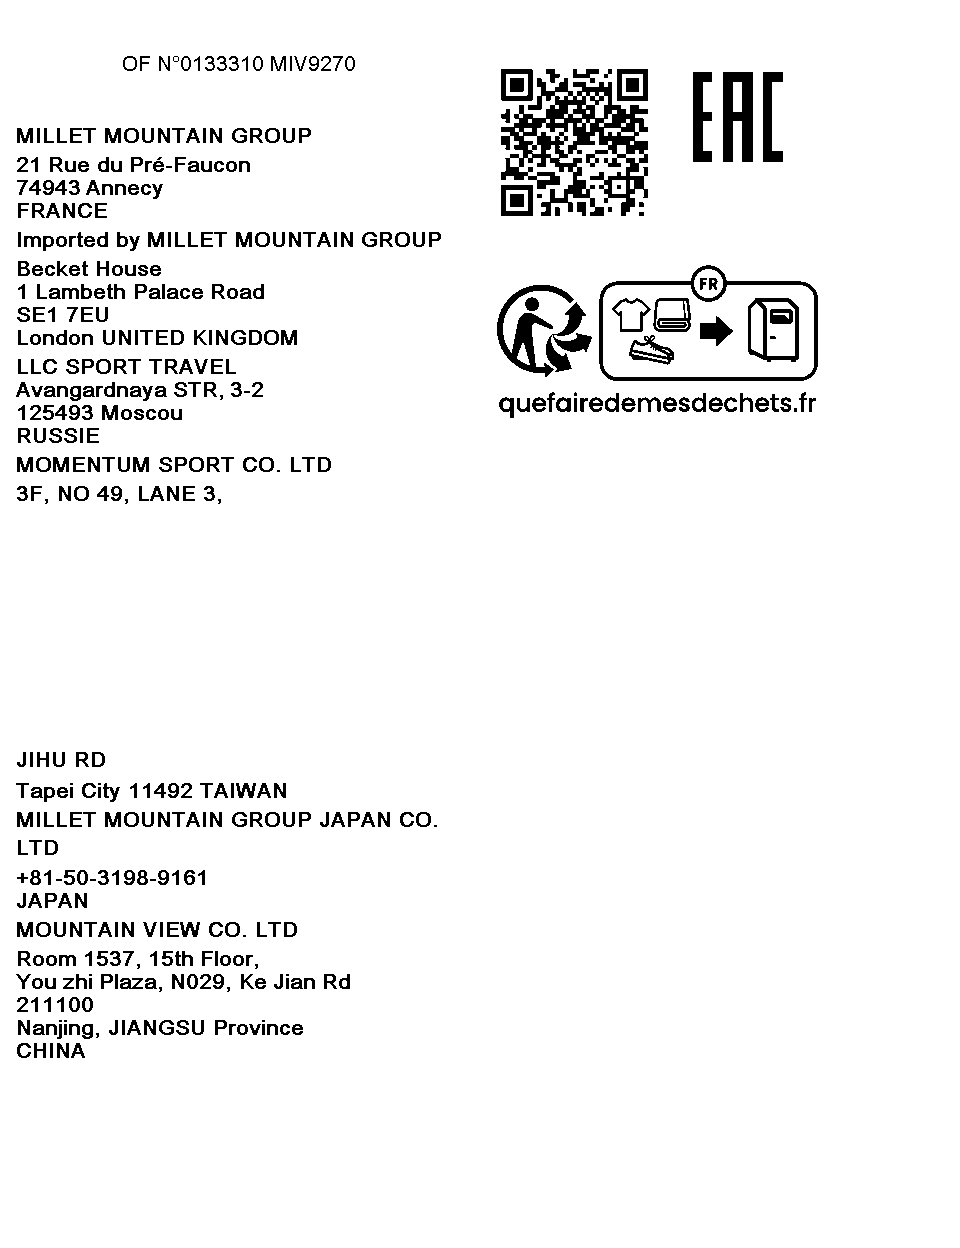 OF N°0133310 MIV9270
MILLET MOUNTAIN GROUP
21 Rue du Pré-Faucon
74943 Annecy
FRANCE
Imported by MILLET MOUNTAIN GROUP
Becket House
1 Lambeth Palace Road
SE1 7EU
London UNITED KINGDOM
LLC SPORT TRAVEL
Avangardnaya STR, 3-2
125493 Moscou
RUSSIE
MOMENTUM SPORT CO. LTD
3F, NO 49, LANE 3,
EAC
FR
quefairedemesdechets.fr
JIHU RD
Tapei City 11492 TAIWAN
MILLET MOUNTAIN GROUP JAPAN CO.
LTD
+81-50-3198-9161
JAPAN
MOUNTAIN VIEW CO. LTD
Room 1537, 15th Floor,
You zhi Plaza, N029, Ke Jian Rd
211100
Nanjing, JIANGSU Province
CHINA